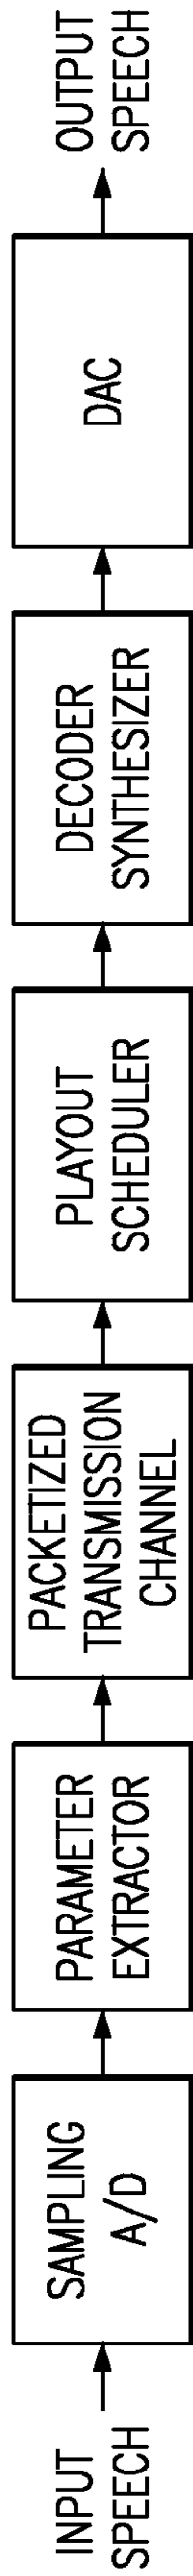 INPUT
SPEECH
SAMPLING
A/D
PARAMETER
EXTRACTOR
PACKETIZED
TRANSMISSION
CHANNEL
PLAYOUT
SCHEDULER
DECODER
SYNTHESIZER
DAC
OUTPUT
SPEECH